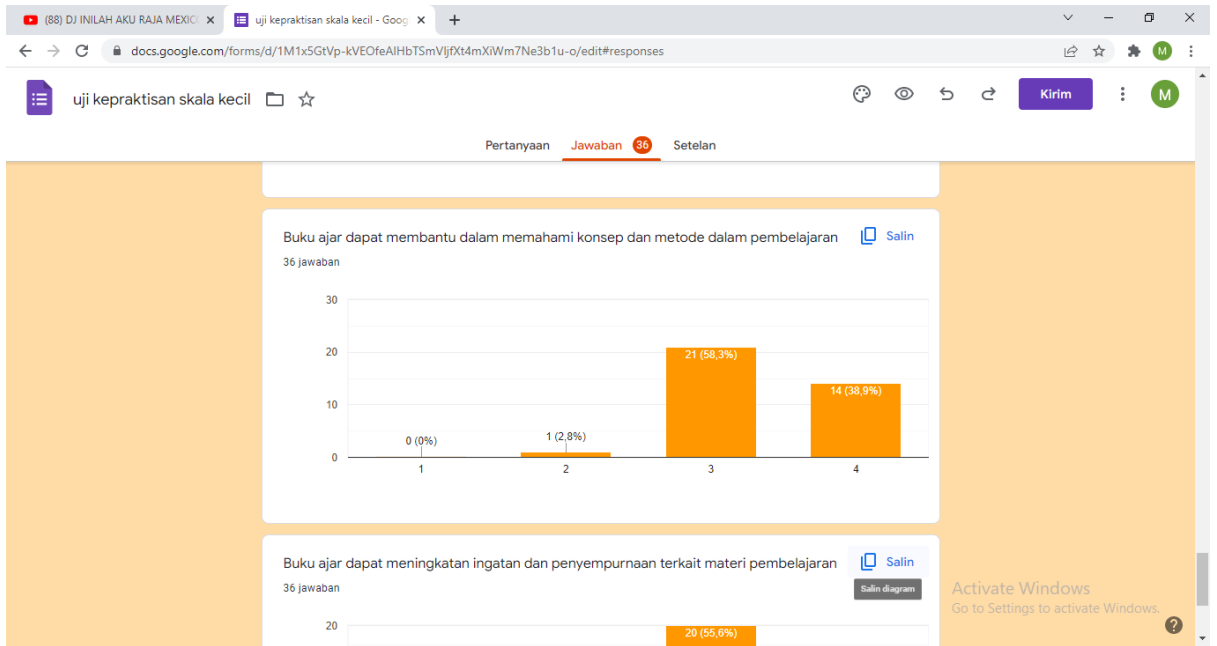 (88) DJ INILAH AKU RAJA MEXIC
uji kepraktisan skala kecil - Goog
docs.google.com/forms/d/1M1x5GtVp-kVEOfeAIHbTSmVIjfXt4mXiWm7Ne3b1u-o/edit#responses
M
uji kepraktisan skala kecil
Kirim
M
Pertanyaan Jawaban 36 Setelan
Buku ajar dapat membantu dalam memahami konsep dan metode dalam pembelajaran
Salin
36 jawaban
30
20
10
0
0 (0%)
1 (2,8%)
21 (58,3%)
14 (38,9%)
1 2 3 4
Buku ajar dapat meningkatan ingatan dan penyempurnaan terkait materi pembelajaran
Salin
36 jawaban
Salin diagram
20
20 (55,6%)
Activate Windows
Go to Settings to activate Windows.
?